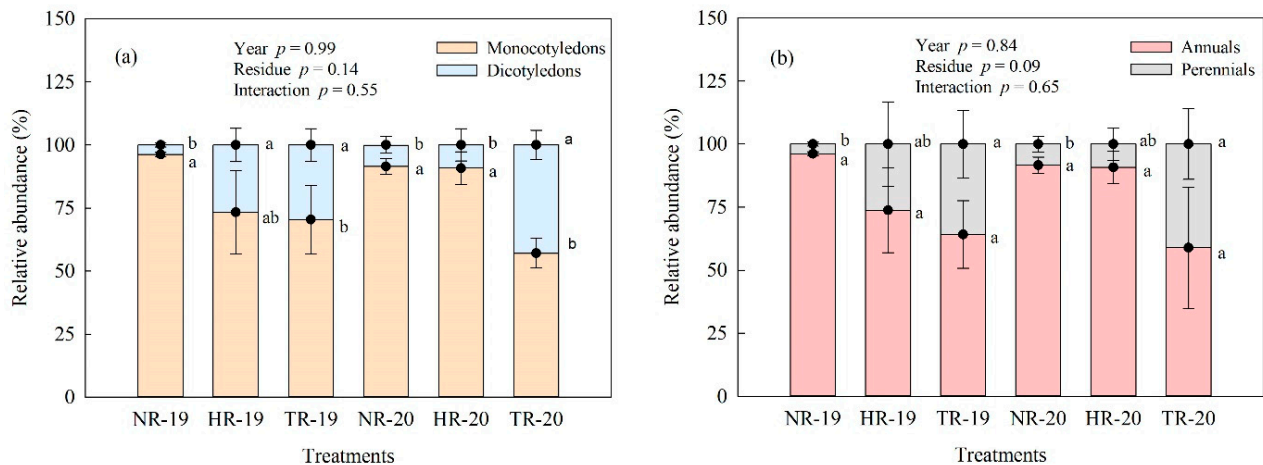 150
125
100
75
50
25
0
Relative abundance (%)
(a)
Year p = 0.99
Residue p = 0.14
Interaction p = 0.55
Monocotyledons
Dicotyledons
b
a
a
ab
a
b
b
a
b
a
a
b
NR-19 HR-19 TR-19 NR-20 HR-20 TR-20
Treatments
150
125
100
75
50
25
0
Relative abundance (%)
(b)
Year p = 0.84
Residue p = 0.09
Interaction p = 0.65
Annuals
Perennials
b
a
ab
a
a
a
b
a
ab
a
a
a
NR-19 HR-19 TR-19 NR-20 HR-20 TR-20
Treatments